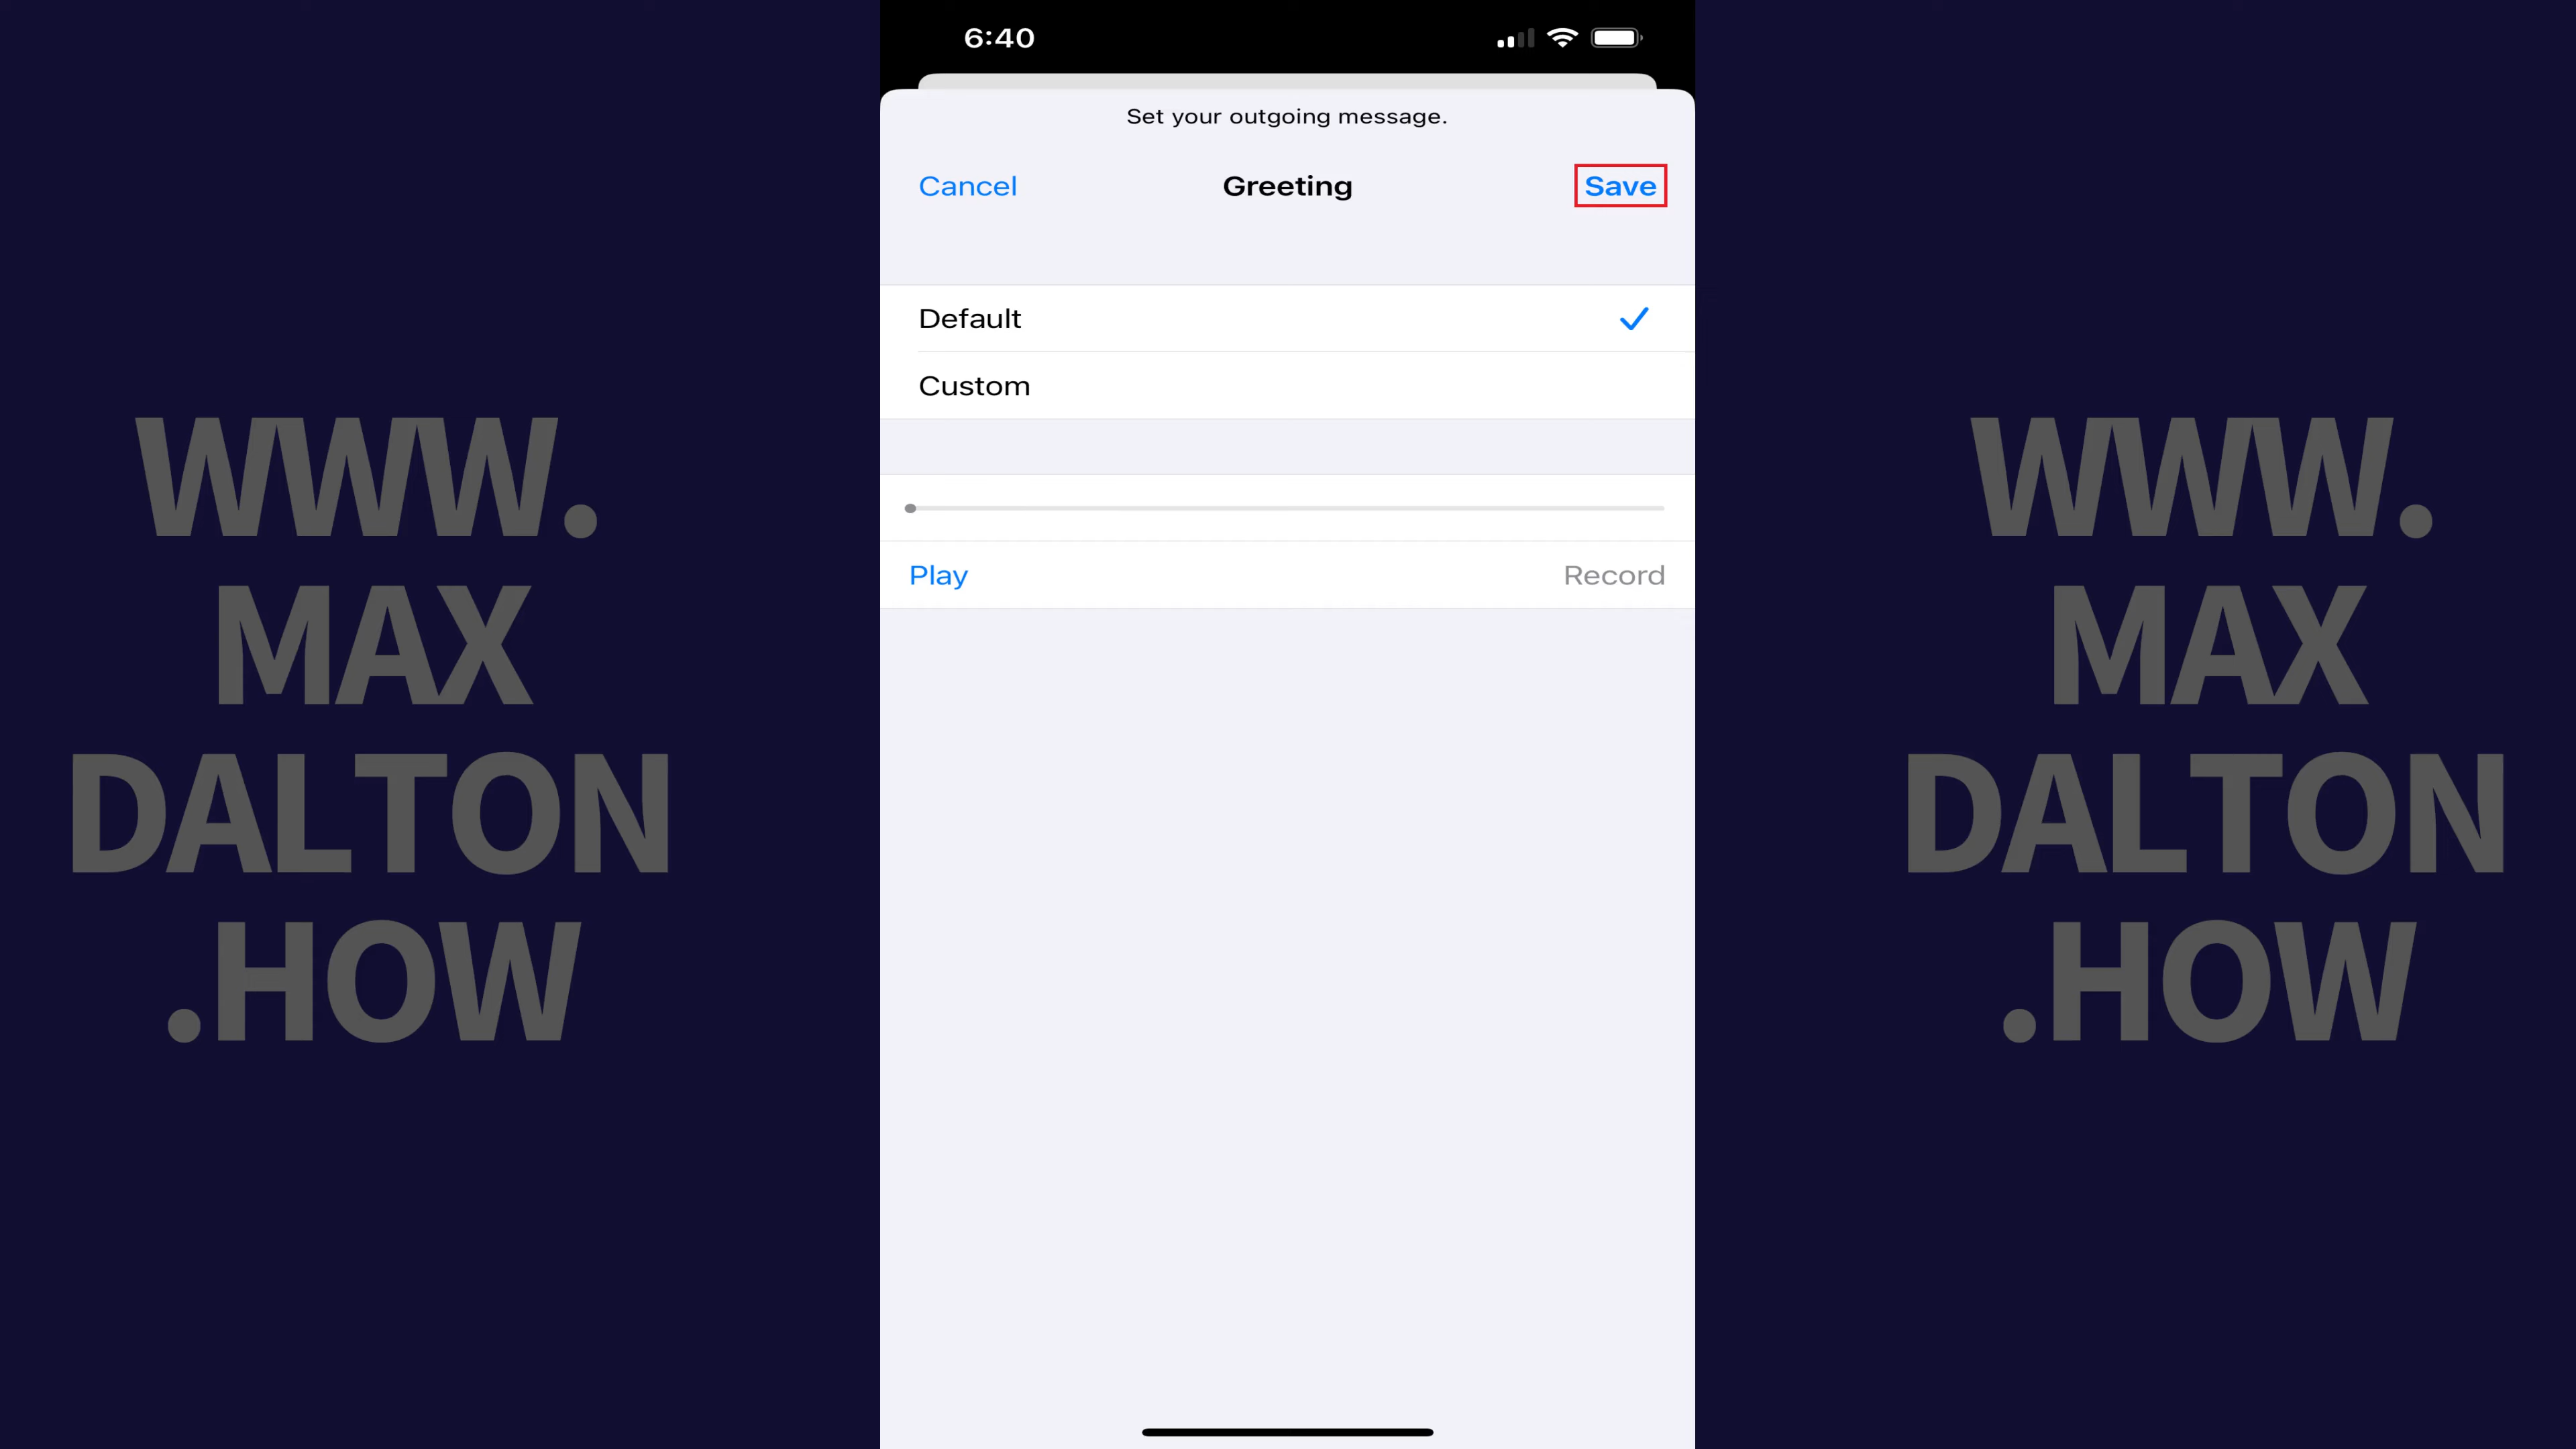 6:40
Set your outgoing message.
Cancel Greeting Save
Default
Custom
Play Record
WWW.
MAX
DALTON
.HOW
WWW.
MAX
DALTON
.HOW